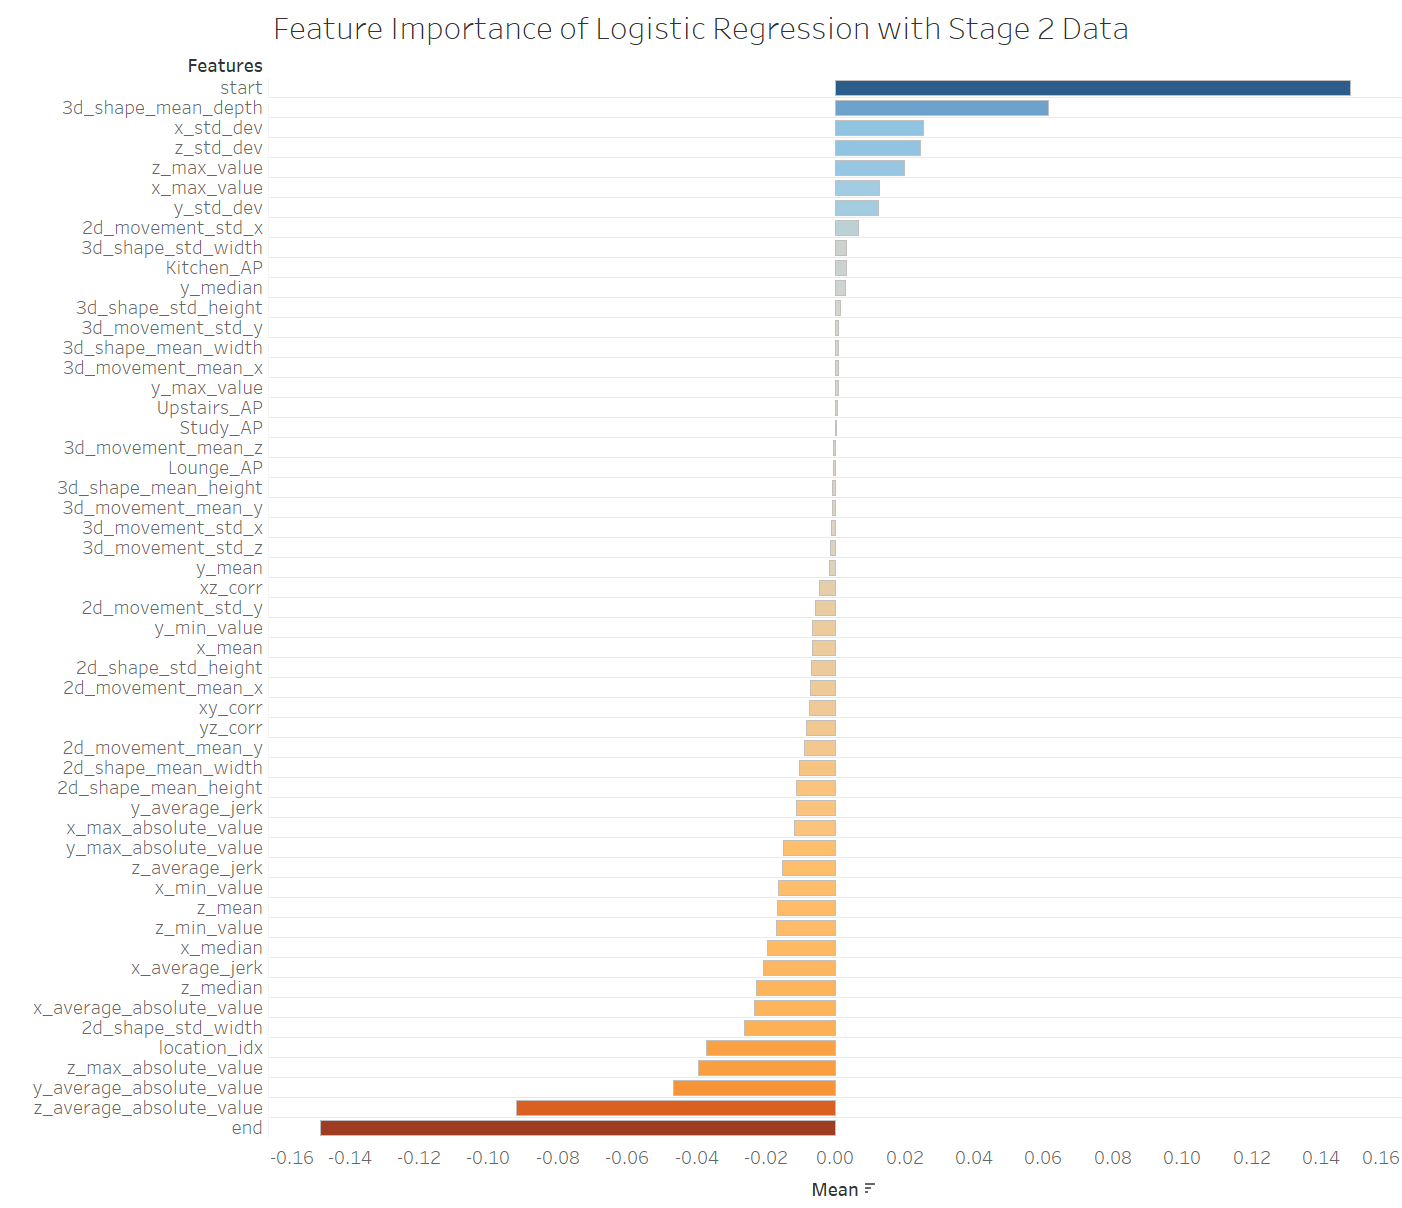 Feature Importance of Logistic Regression with Stage 2 Data
Features
start
3d_shape_mean_depth
x_std_dev
z_std_dev
z_max_value
x_max_value
y_std_dev
2d_movement_std_x
3d_shape_std_width
Kitchen_AP
y_median
3d_shape_std_height
3d_movement_std_y
3d_shape_mean_width
3d_movement_mean_x
y_max_value
Upstairs_AP
Study_AP
3d_movement_mean_z
Lounge_AP
3d_shape_mean_height
3d_movement_mean_y
3d_movement_std_x
3d_movement_std_z
y_mean
xz_corr
2d_movement_std_y
y_min_value
x_mean
2d_shape_std_height
2d_movement_mean_x
xy_corr
yz_corr
2d_movement_mean_y
2d_shape_mean_width
2d_shape_mean_height
y_average_jerk
x_max_absolute_value
y_max_absolute_value
z_average_jerk
x_min_value
z_mean
z_min_value
x_median
x_average_jerk
z_median
x_average_absolute_value
2d_shape_std_width
location_idx
z_max_absolute_value
y_average_absolute_value
z_average_absolute_value
end
-0.16 -0.14 -0.12 -0.10 -0.08 -0.06 -0.04 -0.02 0.00 0.02 0.04 0.06 0.08 0.10 0.12 0.14 0.16
Mean